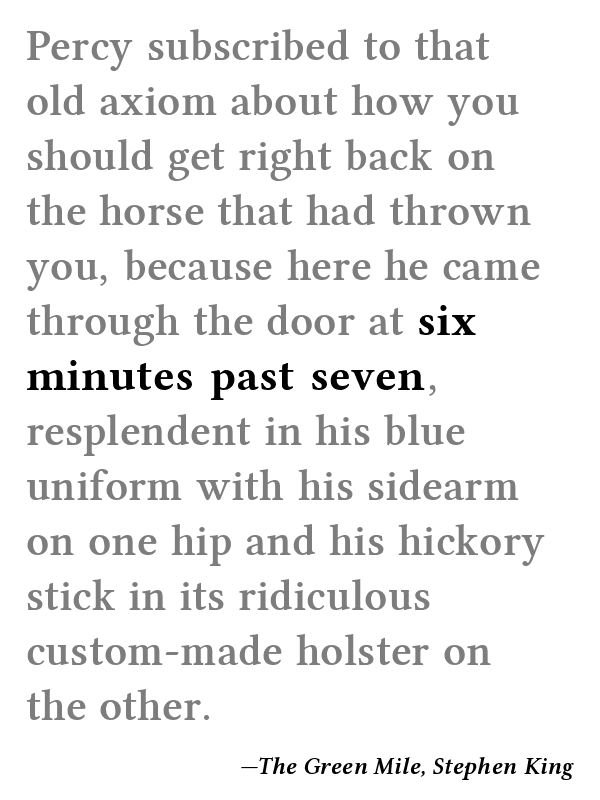 Percy subscribed to that
old axiom about how you
should get right back on
the horse that had thrown
you, because here he came
through the door at six
minutes past seven,
resplendent in his blue
uniform with his sidearm
on one hip and his hickory
stick in its ridiculous
custom-made holster on
the other.
—The Green Mile, Stephen King